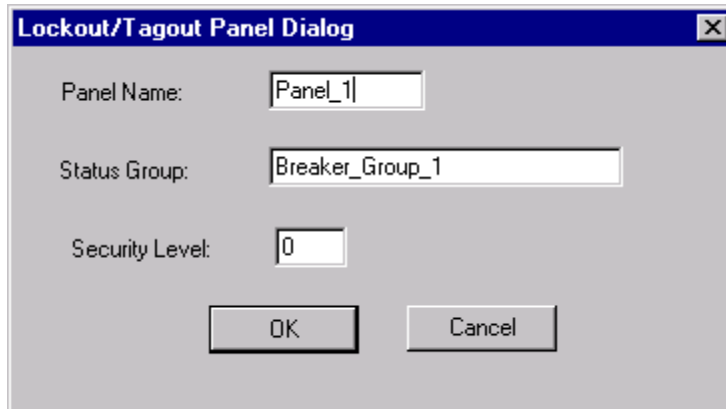 Lockout/Tagout Panel Dialog
Panel Name: Panel_1
Status Group: Breaker_Group_1
Security Level: 0
OK Cancel